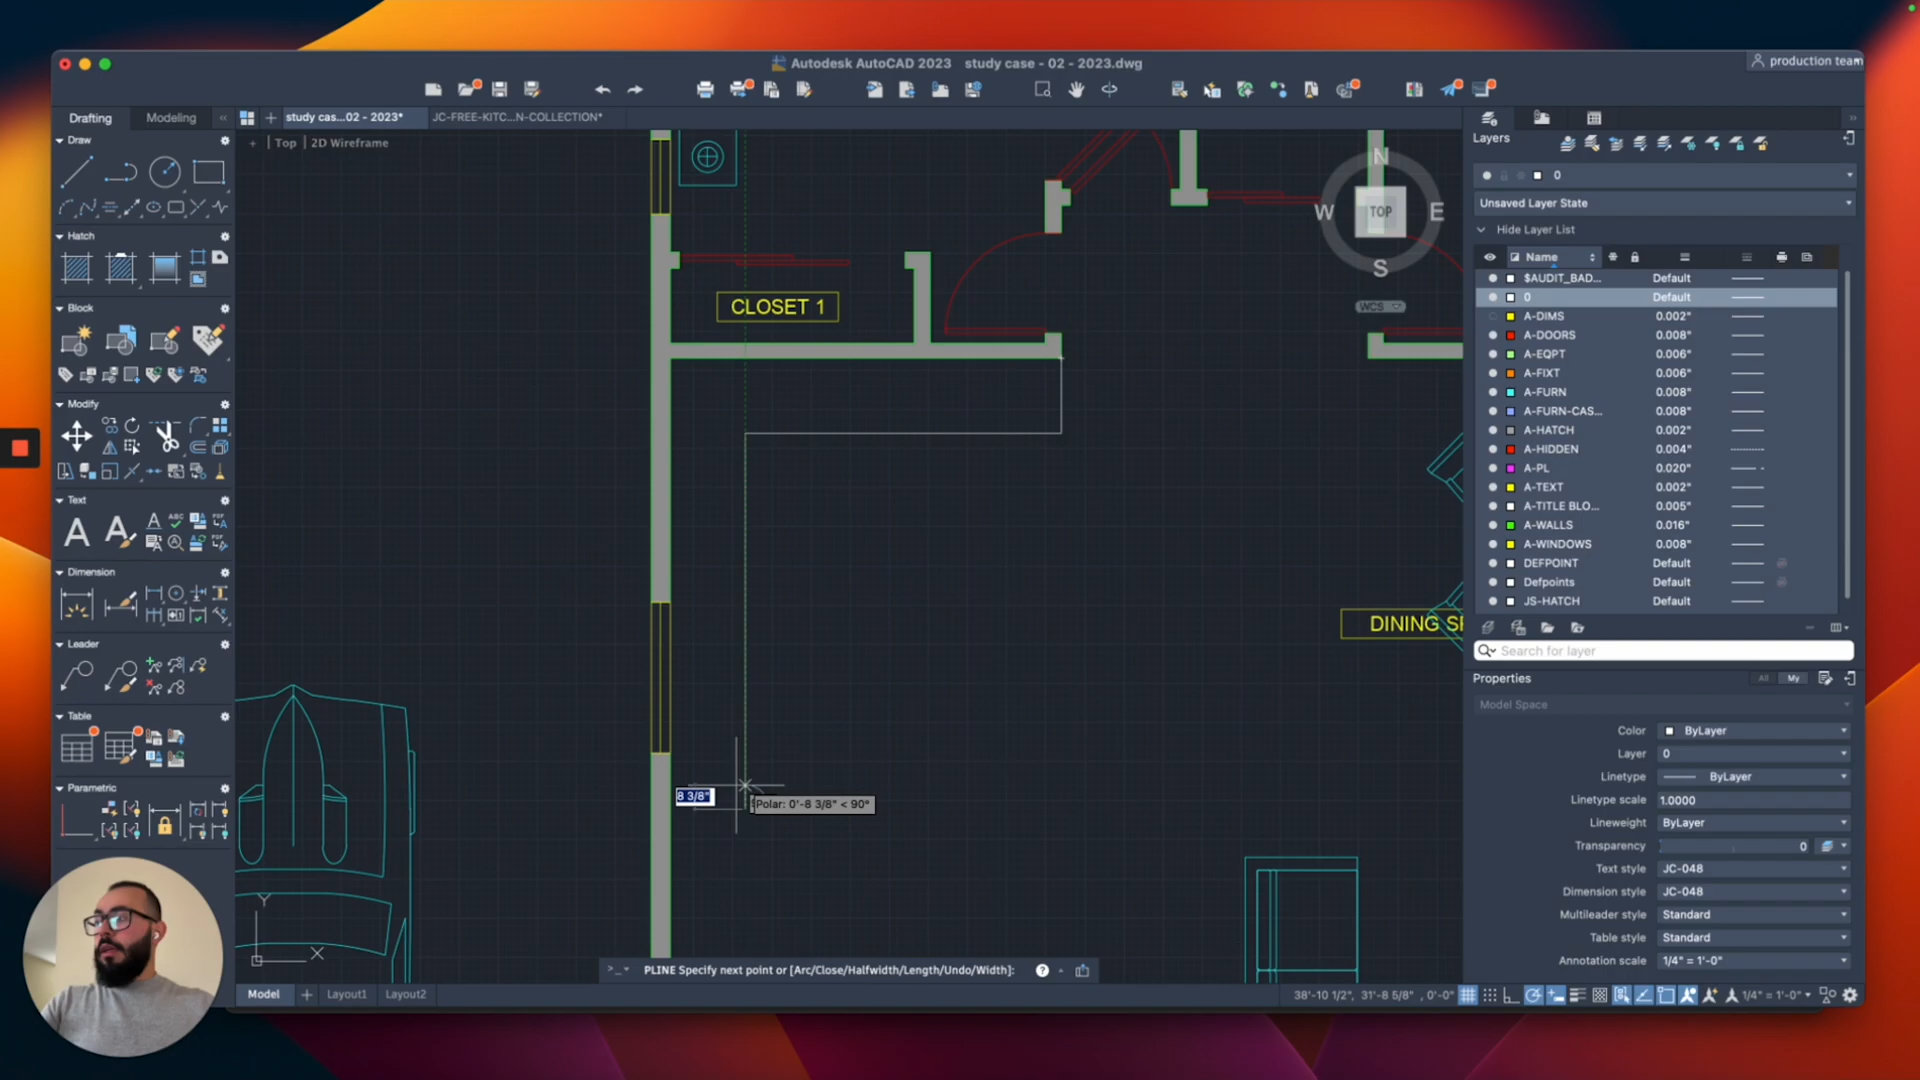 Autodesk AutoCAD 2023 study case - 02 - 2023.dwg
production team
Drafting
Modeling
study cas...02 - 2023*
JC-FREE-KITC...N-COLLECTION*
Draw
Hatch
Block
Modify
Text
Dimension
Leader
Table
Parametric
+ | Top | 2D Wireframe
CLOSET 1
DINING S
N
W
TOP
E
S
WCS
8 3/8"
Polar: 0'-8 3/8" < 90°
Y
X
>_ PLINE Specify next point or [Arc/Close/Halfwidth/Length/Undo/Width]:
Model
Layout1
Layout2
38'-10 1/2", 31'-8 5/8" , 0'-0"
1/4" = 1'-0"
Layers
0
Unsaved Layer State
Hide Layer List
Name
$AUDIT_BAD... Default
0 Default
A-DIMS 0.002"
A-DOORS 0.008"
A-EQPT 0.006"
A-FIXT 0.006"
A-FURN 0.008"
A-FURN-CAS... 0.008"
A-HATCH 0.002"
A-HIDDEN 0.004"
A-PL 0.020"
A-TEXT 0.002"
A-TITLE BLO... 0.005"
A-WALLS 0.016"
A-WINDOWS 0.008"
DEFPOINT Default
Defpoints Default
JS-HATCH Default
Search for layer
Properties
All
My
Model Space
Color ByLayer
Layer 0
Linetype ByLayer
Linetype scale 1.0000
Lineweight ByLayer
Transparency 0
Text style JC-048
Dimension style JC-048
Multileader style Standard
Table style Standard
Annotation scale 1/4" = 1'-0"